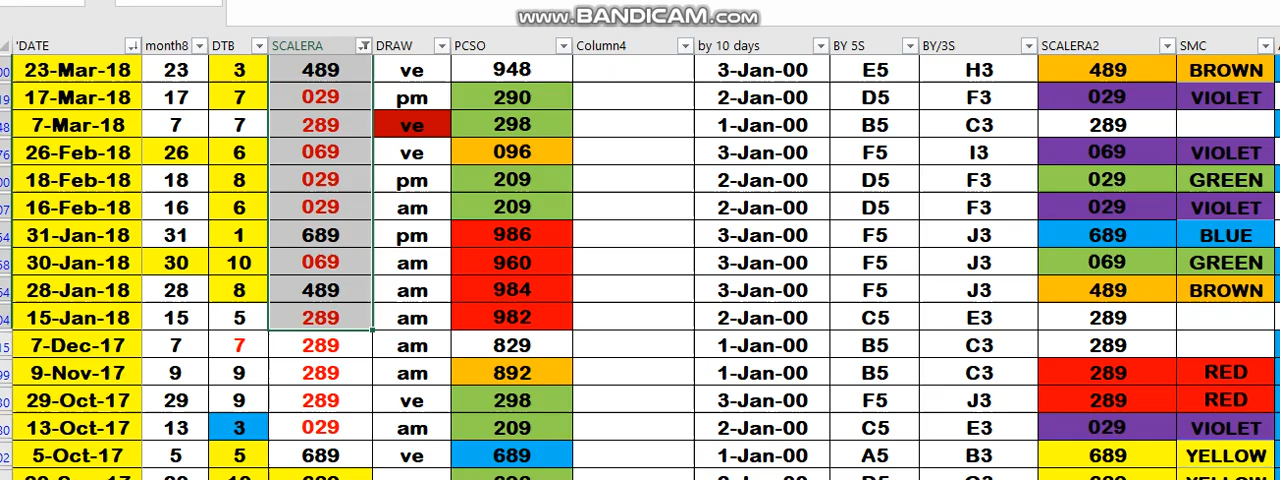 www.BANDICAM.com
'DATE month8 DTB SCALERA DRAW PCSO Column4 by 10 days BY 5S BY/3S SCALERA2 SMC
23-Mar-18 23 3 489 ve 948 3-Jan-00 E5 H3 489 BROWN
17-Mar-18 17 7 029 pm 290 2-Jan-00 D5 F3 029 VIOLET
7-Mar-18 7 7 289 ve 298 1-Jan-00 B5 C3 289
26-Feb-18 26 6 069 ve 096 3-Jan-00 F5 I3 069 VIOLET
18-Feb-18 18 8 029 pm 209 2-Jan-00 D5 F3 029 GREEN
16-Feb-18 16 6 029 am 209 2-Jan-00 D5 F3 029 VIOLET
31-Jan-18 31 1 689 pm 986 3-Jan-00 F5 J3 689 BLUE
30-Jan-18 30 10 069 am 960 3-Jan-00 F5 J3 069 GREEN
28-Jan-18 28 8 489 am 984 3-Jan-00 F5 J3 489 BROWN
15-Jan-18 15 5 289 am 982 2-Jan-00 C5 E3 289
7-Dec-17 7 7 289 am 829 1-Jan-00 B5 C3 289
9-Nov-17 9 9 289 am 892 1-Jan-00 B5 C3 289 RED
29-Oct-17 29 9 289 ve 298 3-Jan-00 F5 J3 289 RED
13-Oct-17 13 3 029 am 209 2-Jan-00 C5 E3 029 VIOLET
5-Oct-17 5 5 689 ve 689 1-Jan-00 A5 B3 689 YELLOW